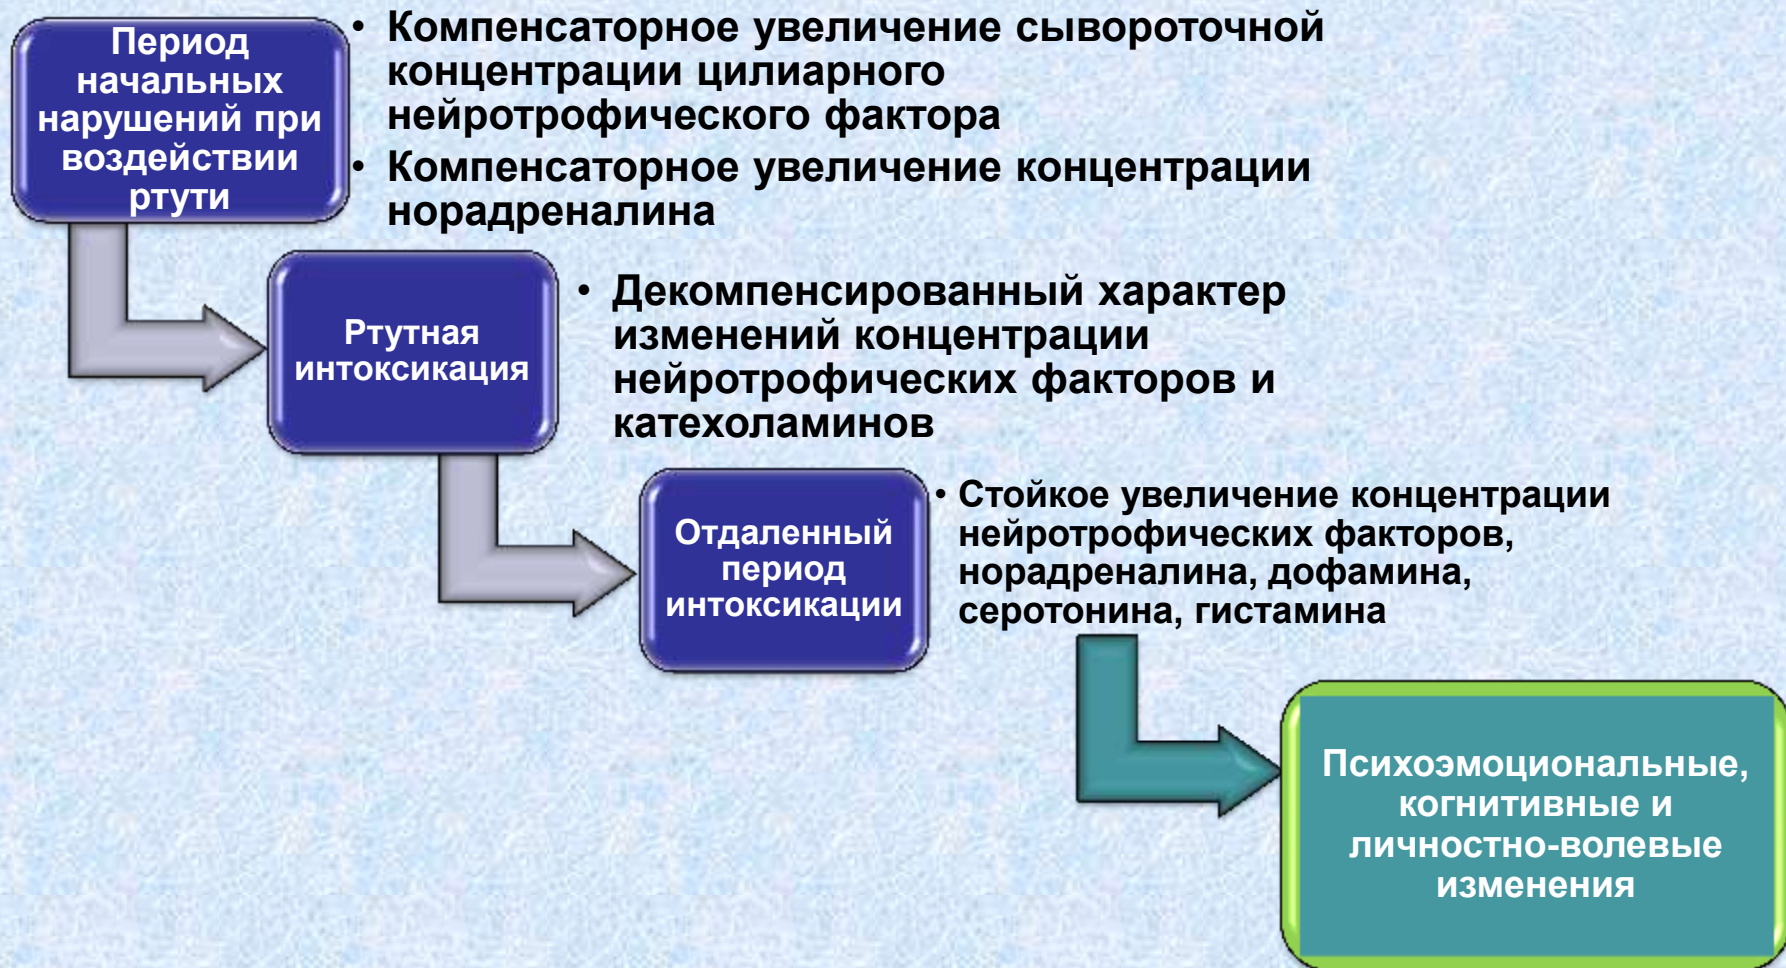 Период
начальных
нарушений при
воздействии
ртути
• Компенсаторное увеличение сывороточной
концентрации цилиарного
нейротрофического фактора
• Компенсаторное увеличение концентрации
норадреналина
Ртутная
интоксикация
• Декомпенсированный характер
изменений концентрации
нейротрофических факторов и
катехоламинов
Отдаленный
период
интоксикации
• Стойкое увеличение концентрации
нейротрофических факторов,
норадреналина, дофамина,
серотонина, гистамина
Психоэмоциональные,
когнитивные и
личностно-волевые
изменения